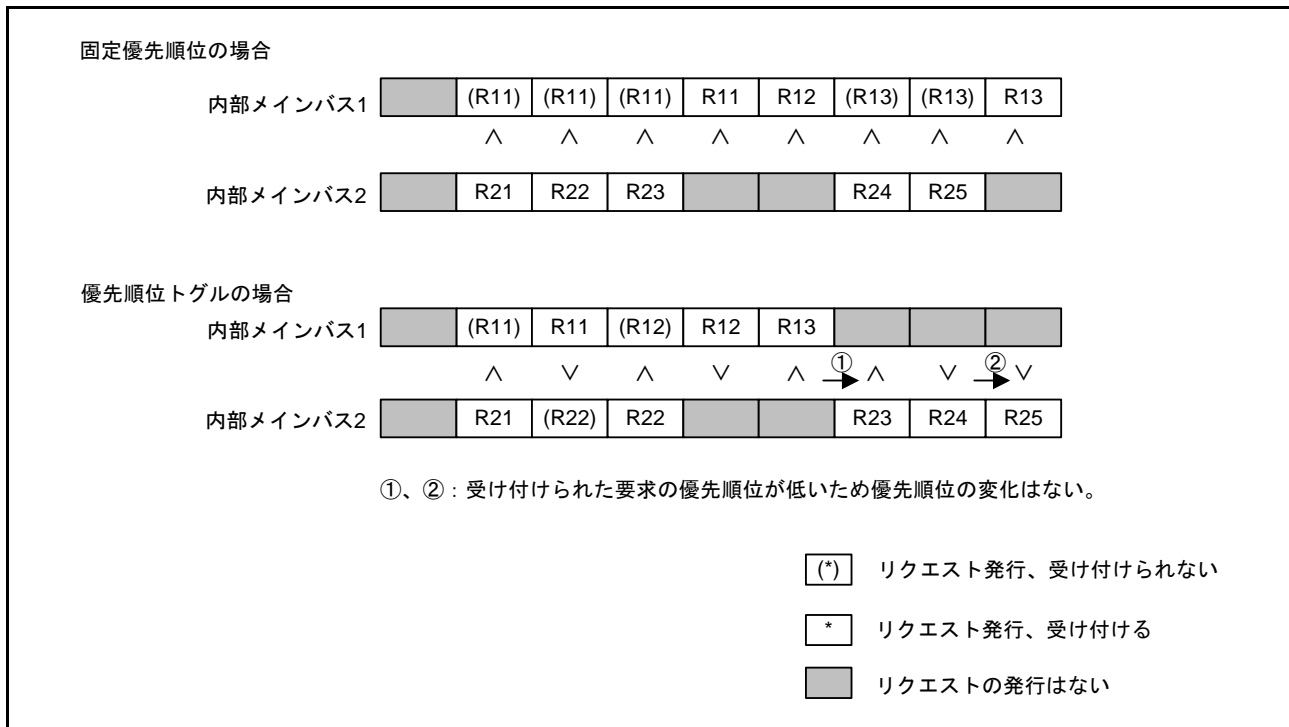 固定優先順位の場合
内部メインバス1 (R11) (R11) (R11) R11 R12 (R13) (R13) R13
∧ ∧ ∧ ∧ ∧ ∧ ∧ ∧
内部メインバス2 R21 R22 R23 R24 R25
優先順位トグルの場合
内部メインバス1 (R11) R11 (R12) R12 R13
∧ ∨ ∧ ∨ ∧ ① ∧ ∨ ② ∨
内部メインバス2 R21 (R22) R22 R23 R24 R25
①、②:受け付けられた要求の優先順位が低いため優先順位の変化はない。
(*) リクエスト発行、受け付けられない
* リクエスト発行、受け付ける
リクエストの発行はない